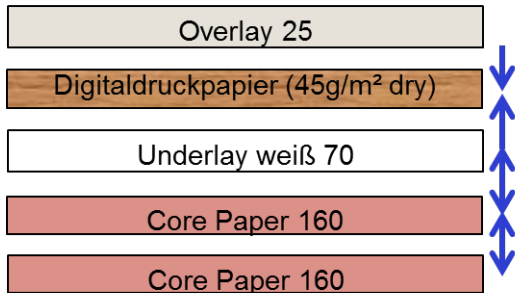 Overlay 25
Digitaldruckpapier (45g/m² dry)
Underlay weiß 70
Core Paper 160
Core Paper 160